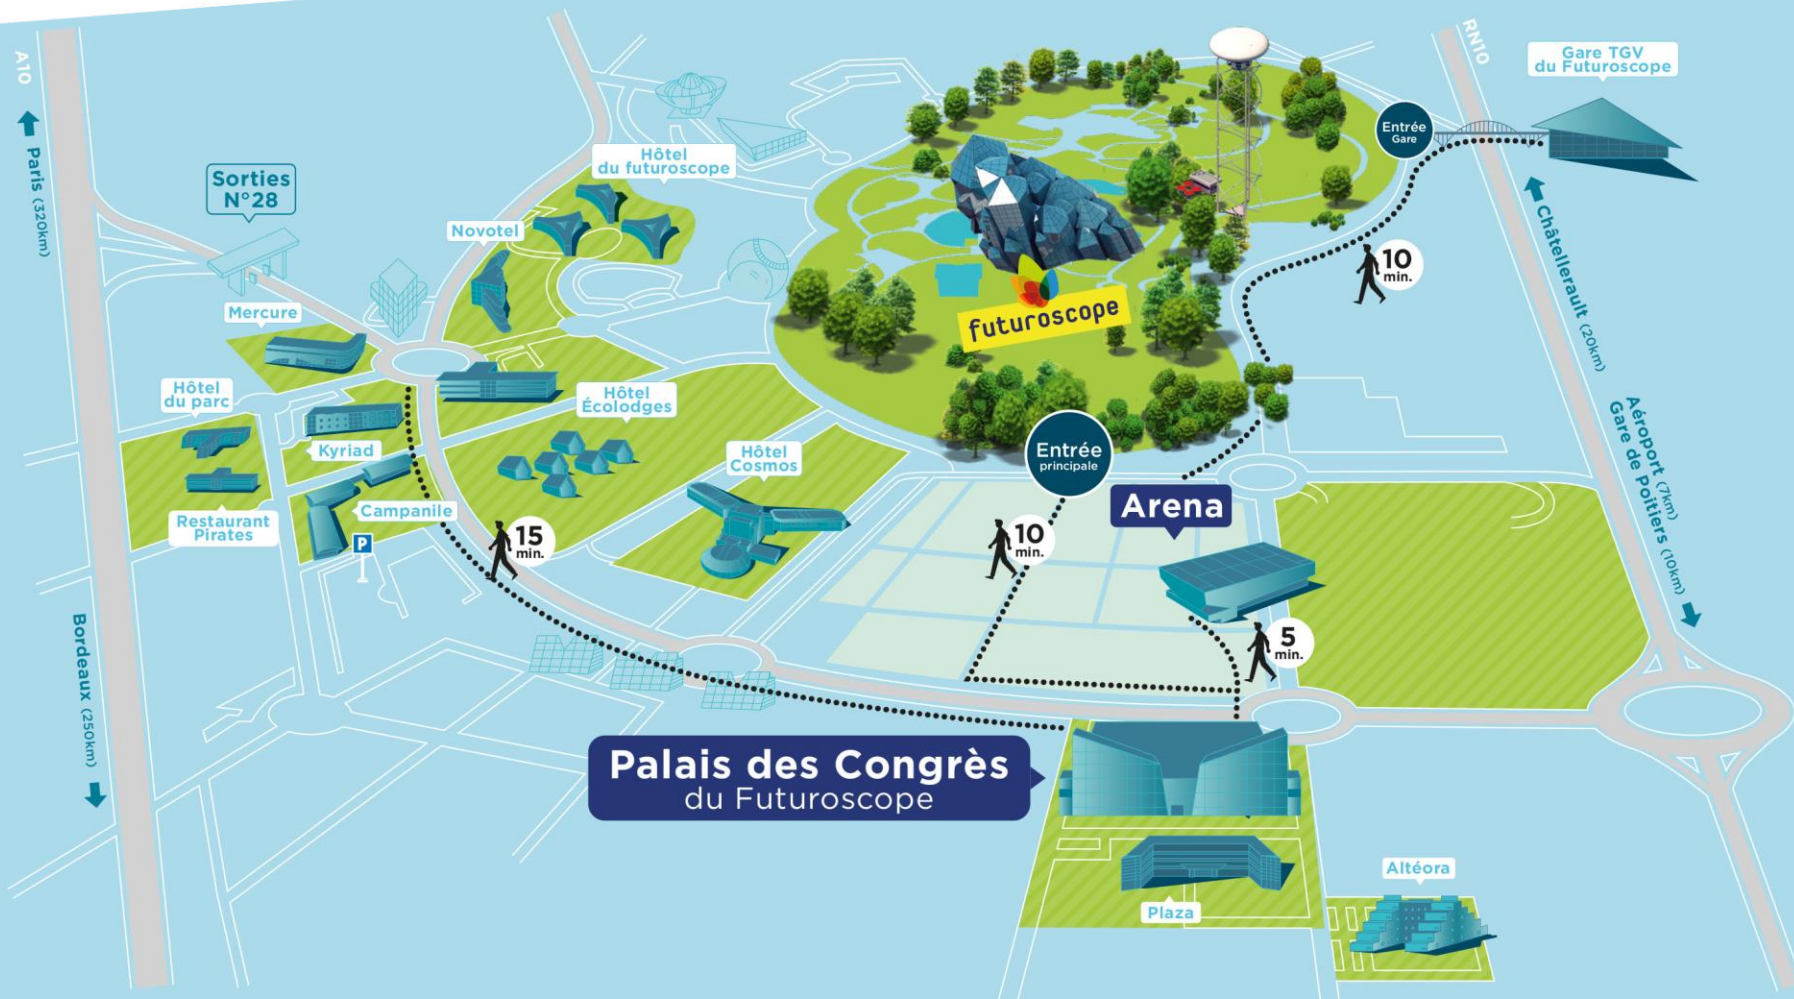 A10
Paris (320km)
Bordeaux (250km)
Sorties
N°28
Hôtel
du futuroscope
Novotel
Mercure
Hôtel
du parc
Kyriad
Restaurant
Pirates
Campanile
P
Hôtel
Écolodges
Hôtel
Cosmos
15
min.
futuroscope
Entrée
principale
10
min.
Arena
5
min.
Entrée
Gare
10
min.
RN10
Gare TGV
du Futuroscope
Châtellerault (20km)
Aéroport (7km)
Gare de Poitiers (10km)
Palais des Congrès
du Futuroscope
Plaza
Altéora